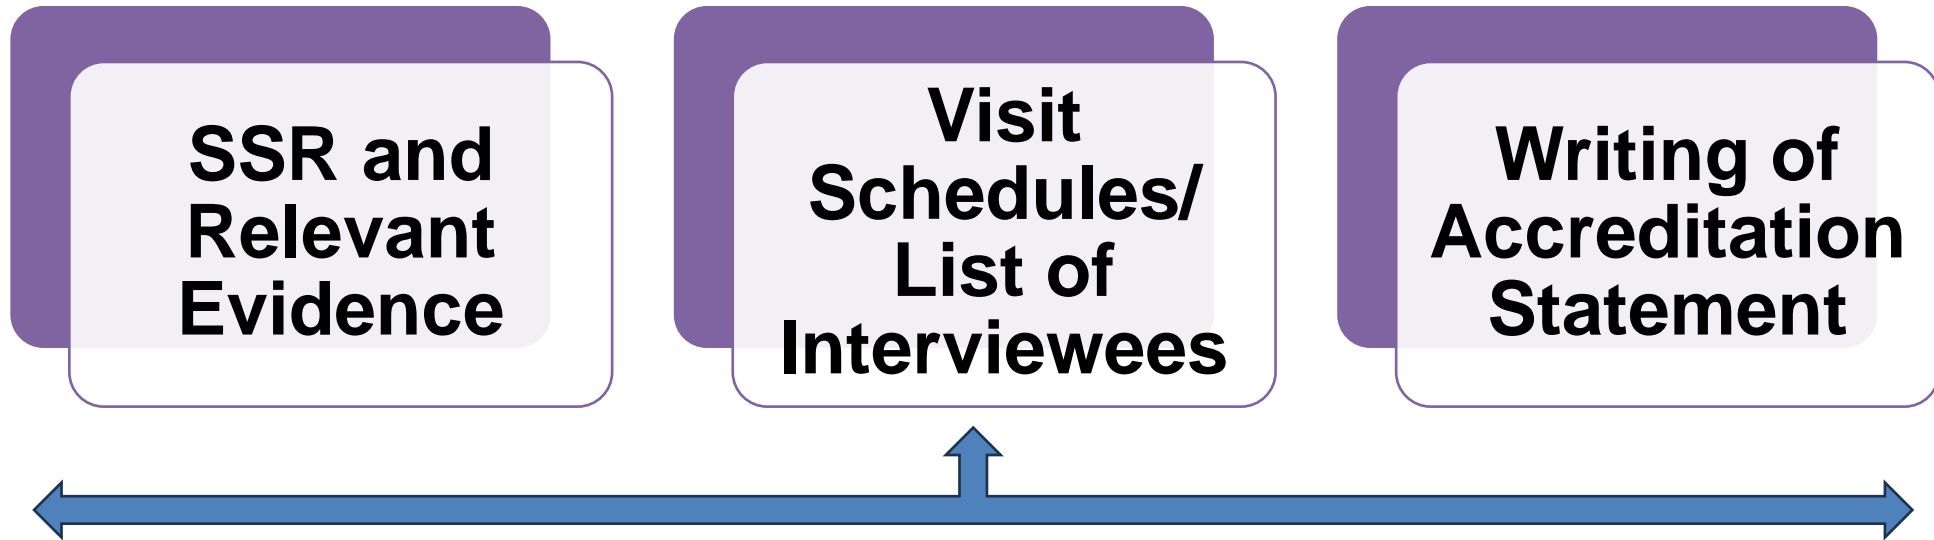 SSR and
Relevant
Evidence
Visit
Schedules/
List of
Interviewees
Writing of
Accreditation
Statement